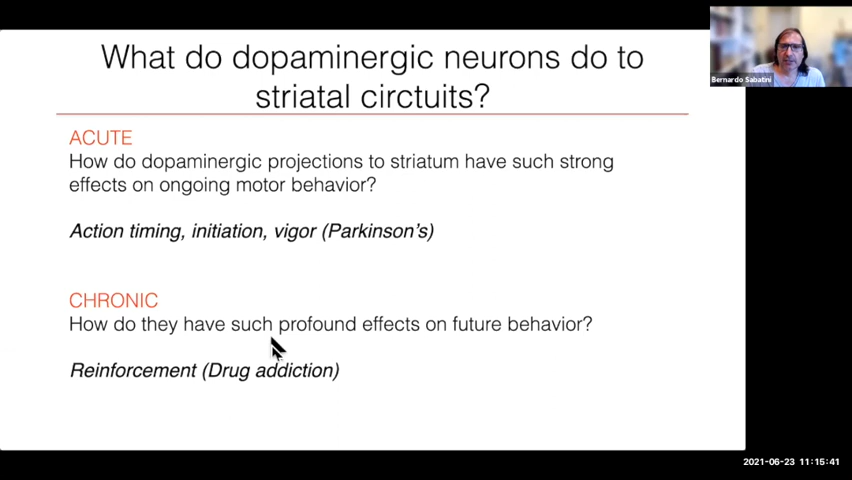 What do dopaminergic neurons do to
striatal circtuits?
ACUTE
How do dopaminergic projections to striatum have such strong
effects on ongoing motor behavior?
Action timing, initiation, vigor (Parkinson's)
CHRONIC
How do they have such profound effects on future behavior?
Reinforcement (Drug addiction)
Bernardo Sabatini
2021-06-23 11:15:41